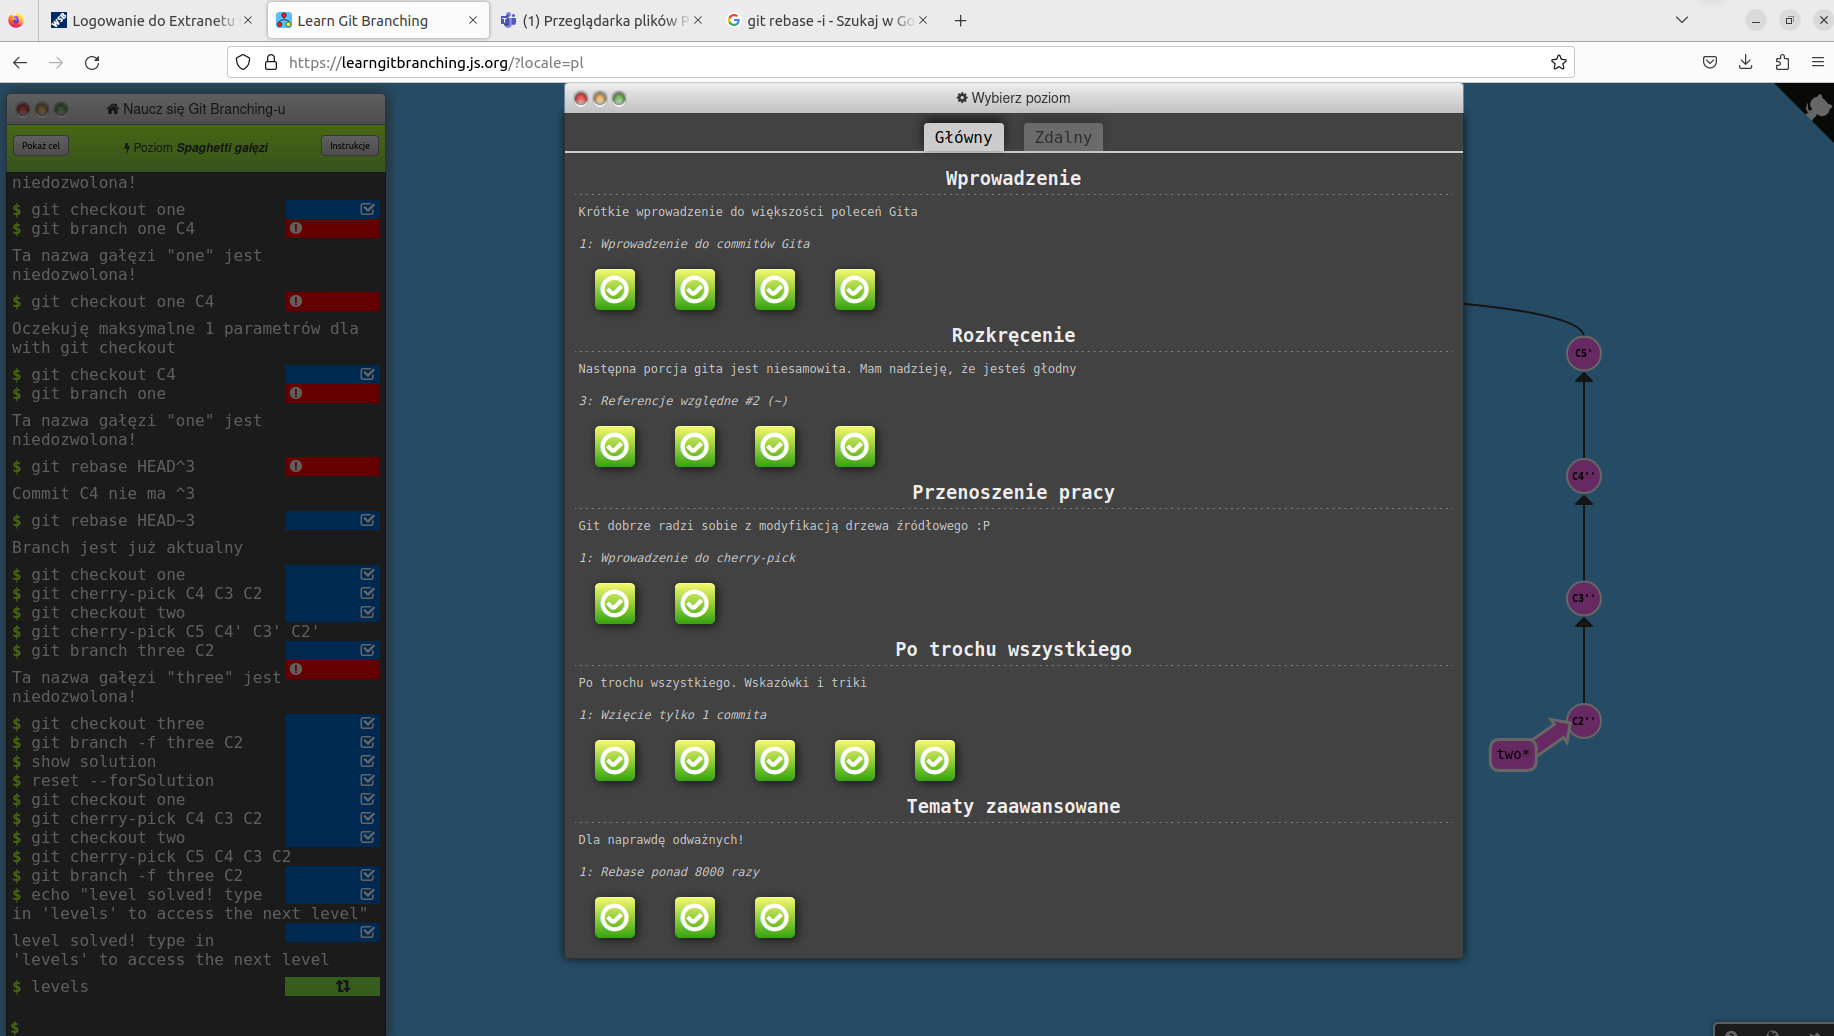 Logowanie do Extranetu
Learn Git Branching
(1) Przeglądarka plików P
git rebase -i - Szukaj w Go
https://learngitbranching.js.org/?locale=pl
Naucz się Git Branching-u
Pokaż cel
Poziom Spaghetti gałęzi
Instrukcje
niedozwolona!
$ git checkout one
$ git branch one C4
Ta nazwa gałęzi "one" jest
niedozwolona!
$ git checkout one C4
Oczekuję maksymalne 1 parametrów dla
with git checkout
$ git checkout C4
$ git branch one
Ta nazwa gałęzi "one" jest
niedozwolona!
$ git rebase HEAD^3
Commit C4 nie ma ^3
$ git rebase HEAD~3
Branch jest już aktualny
$ git checkout one
$ git cherry-pick C4 C3 C2
$ git checkout two
$ git cherry-pick C5 C4' C3' C2'
$ git branch three C2
Ta nazwa gałęzi "three" jest
niedozwolona!
$ git checkout three
$ git branch -f three C2
$ show solution
$ reset --forSolution
$ git checkout one
$ git cherry-pick C4 C3 C2
$ git checkout two
$ git cherry-pick C5 C4 C3 C2
$ git branch -f three C2
$ echo "level solved! type
in 'levels' to access the next level"
level solved! type in
'levels' to access the next level
$ levels
$
Wybierz poziom
Główny
Zdalny
Wprowadzenie
Krótkie wprowadzenie do większości poleceń Gita
1: Wprowadzenie do commitów Gita
Rozkręcenie
Następna porcja gita jest niesamowita. Mam nadzieję, że jesteś głodny
3: Referencje względne #2 (~)
Przenoszenie pracy
Git dobrze radzi sobie z modyfikacją drzewa źródłowego :P
1: Wprowadzenie do cherry-pick
Po trochu wszystkiego
Po trochu wszystkiego. Wskazówki i triki
1: Wzięcie tylko 1 commita
Tematy zaawansowane
Dla naprawdę odważnych!
1: Rebase ponad 8000 razy
C5'
C4''
C3''
C2''
two*